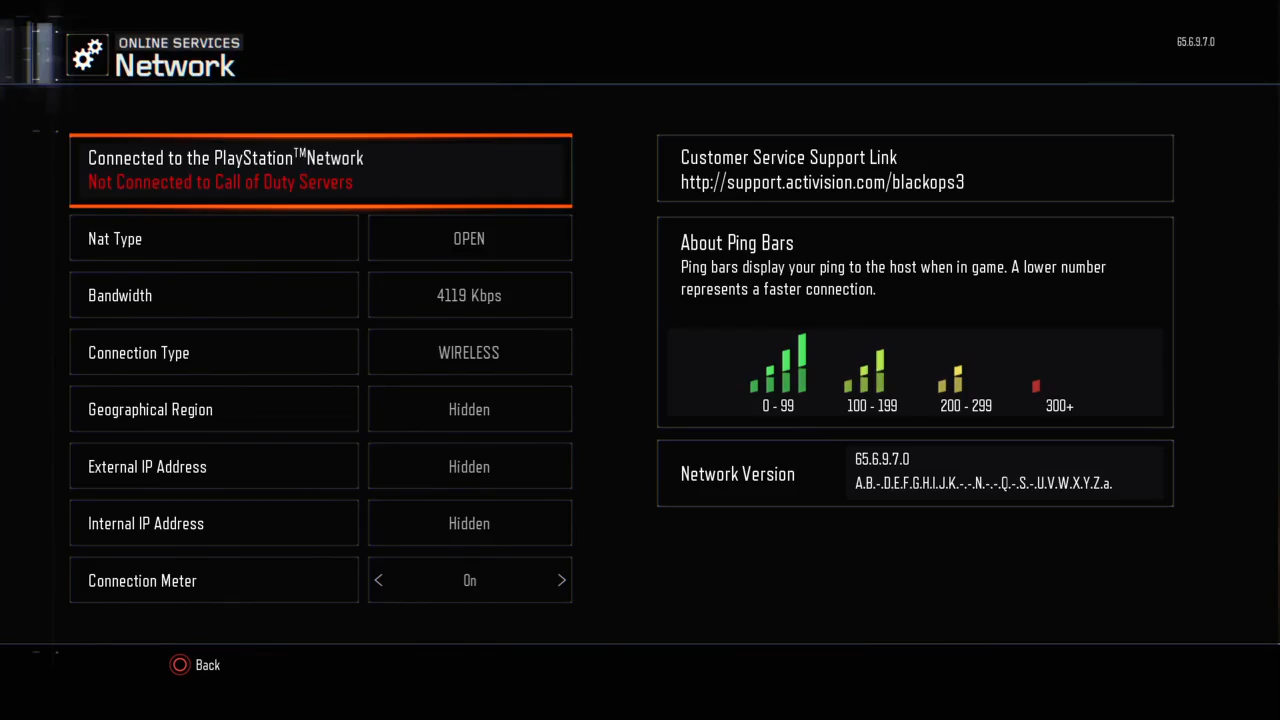 ONLINE SERVICES
Network
65.6.9.7.0
Connected to the PlayStation™Network
Not Connected to Call of Duty Servers
Nat Type
OPEN
Bandwidth
4119 Kbps
Connection Type
WIRELESS
Geographical Region
Hidden
External IP Address
Hidden
Internal IP Address
Hidden
Connection Meter
On
Customer Service Support Link
http://support.activision.com/blackops3
About Ping Bars
Ping bars display your ping to the host when in game. A lower number
represents a faster connection.
0 - 99
100 - 199
200 - 299
300+
Network Version
65.6.9.7.0
A.B.-.D.E.F.G.H.I.J.K.-.-.N.-.-.Q.-.S.-.U.V.W.X.Y.Z.a.
Back